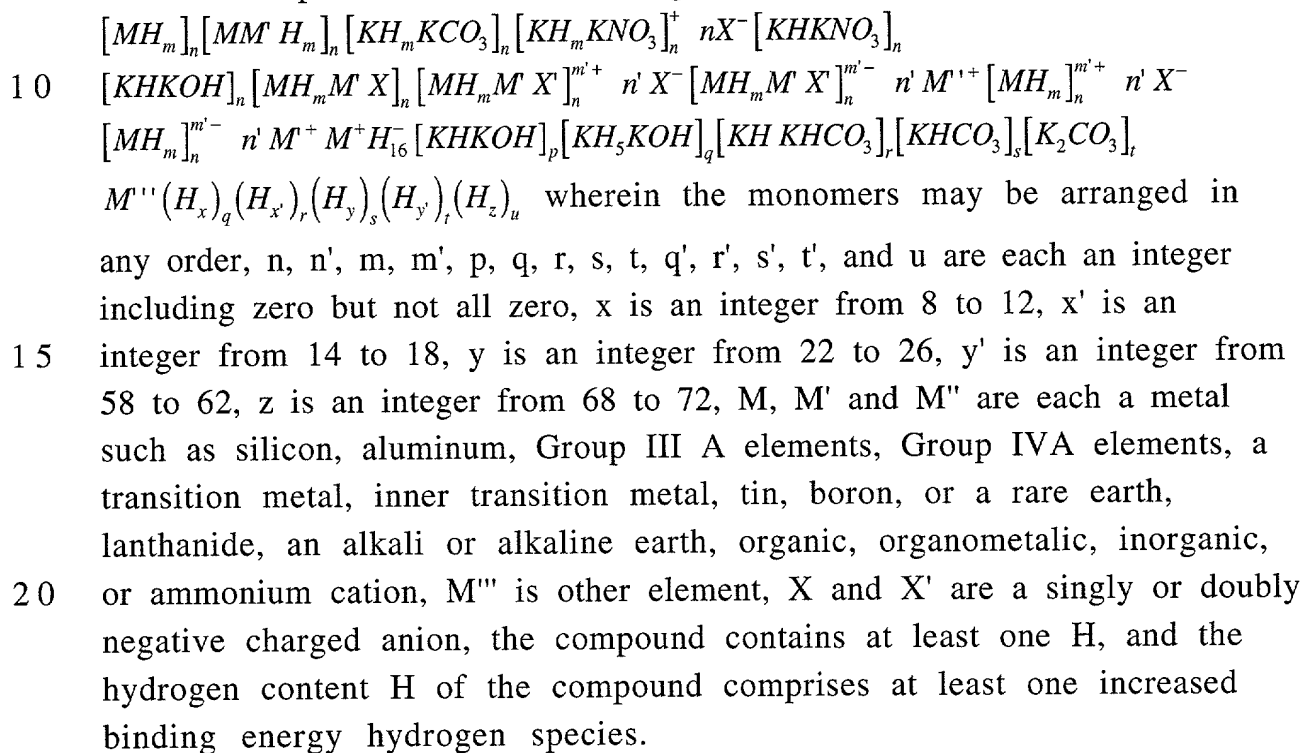 [MH_m]_n[MM' H_m]_n[KH_mKCO_3]_n[KH_mKNO_3]_n^+ nX^-[KHKNO_3]_n
10 [KHKOH]_n[MH_mM' X]_n[MH_mM' X']_n^{m'+} n' X^-[MH_mM' X']_n^{m'-} n' M''^+[MH_m]_n^{m'+} n' X^-
[MH_m]_n^{m'-} n' M'^+ M^+H_{16}^-[KHKOH]_p[KH_5KOH]_q[KH KHCO_3]_r[KHCO_3]_s[K_2CO_3]_t
M'''(H_x)_q(H_{x'})_r(H_y)_s(H_{y'})_t(H_z)_u wherein the monomers may be arranged in
any order, n, n', m, m', p, q, r, s, t, q', r', s', t', and u are each an integer
including zero but not all zero, x is an integer from 8 to 12, x' is an
15 integer from 14 to 18, y is an integer from 22 to 26, y' is an integer from
58 to 62, z is an integer from 68 to 72, M, M' and M" are each a metal
such as silicon, aluminum, Group III A elements, Group IVA elements, a
transition metal, inner transition metal, tin, boron, or a rare earth,
lanthanide, an alkali or alkaline earth, organic, organometalic, inorganic,
20 or ammonium cation, M''' is other element, X and X' are a singly or doubly
negative charged anion, the compound contains at least one H, and the
hydrogen content H of the compound comprises at least one increased
binding energy hydrogen species.